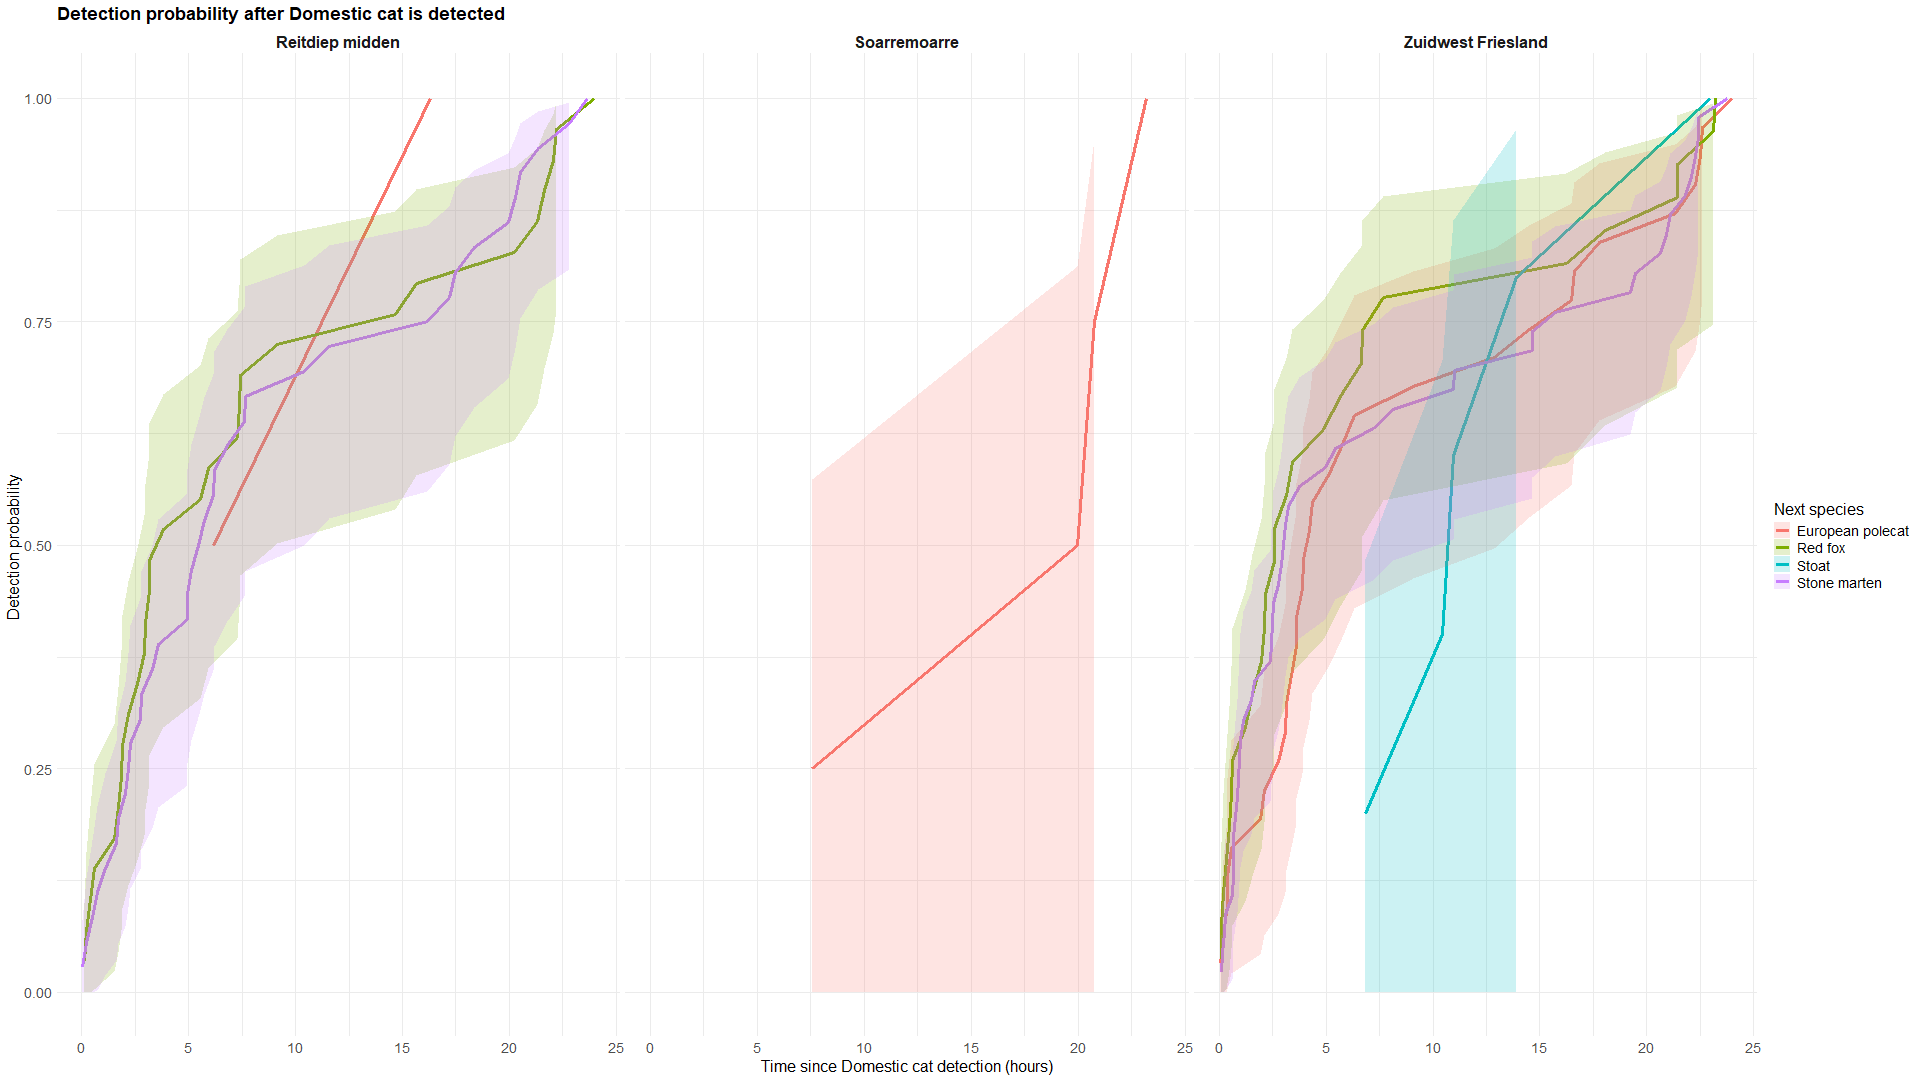 Detection probability after Domestic cat is detected
Reitdiep midden
Soarremoarre
Zuidwest Friesland
Detection probability
1.00
0.75
0.50
0.25
0.00
0 5 10 15 20 25
0 5 10 15 20 25
0 5 10 15 20 25
Time since Domestic cat detection (hours)
Next species
European polecat
Red fox
Stoat
Stone marten